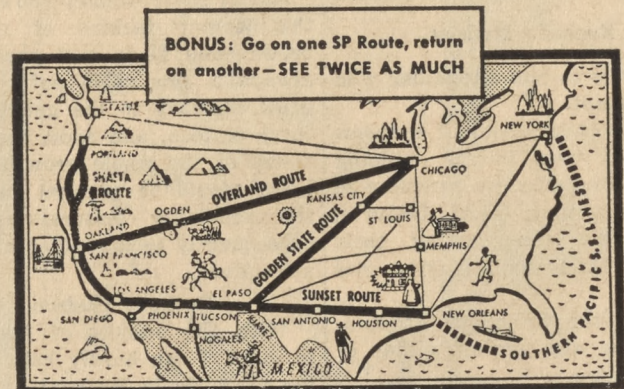 BONUS: Go on one SP Route, return
on another—SEE TWICE AS MUCH
SEATTLE
PORTLAND
SHASTA
ROUTE
OAKLAND
SAN FRANCISCO
LOS ANGELES
SAN DIEGO
OGDEN
OVERLAND ROUTE
KANSAS CITY
GOLDEN STATE ROUTE
ST LOUIS
CHICAGO
NEW YORK
MEMPHIS
EL PASO
SUNSET ROUTE
PHOENIX
TUCSON
NOGALES
JUAREZ
SAN ANTONIO
HOUSTON
NEW ORLEANS
MEXICO
SOUTHERN PACIFIC S.S. LINES